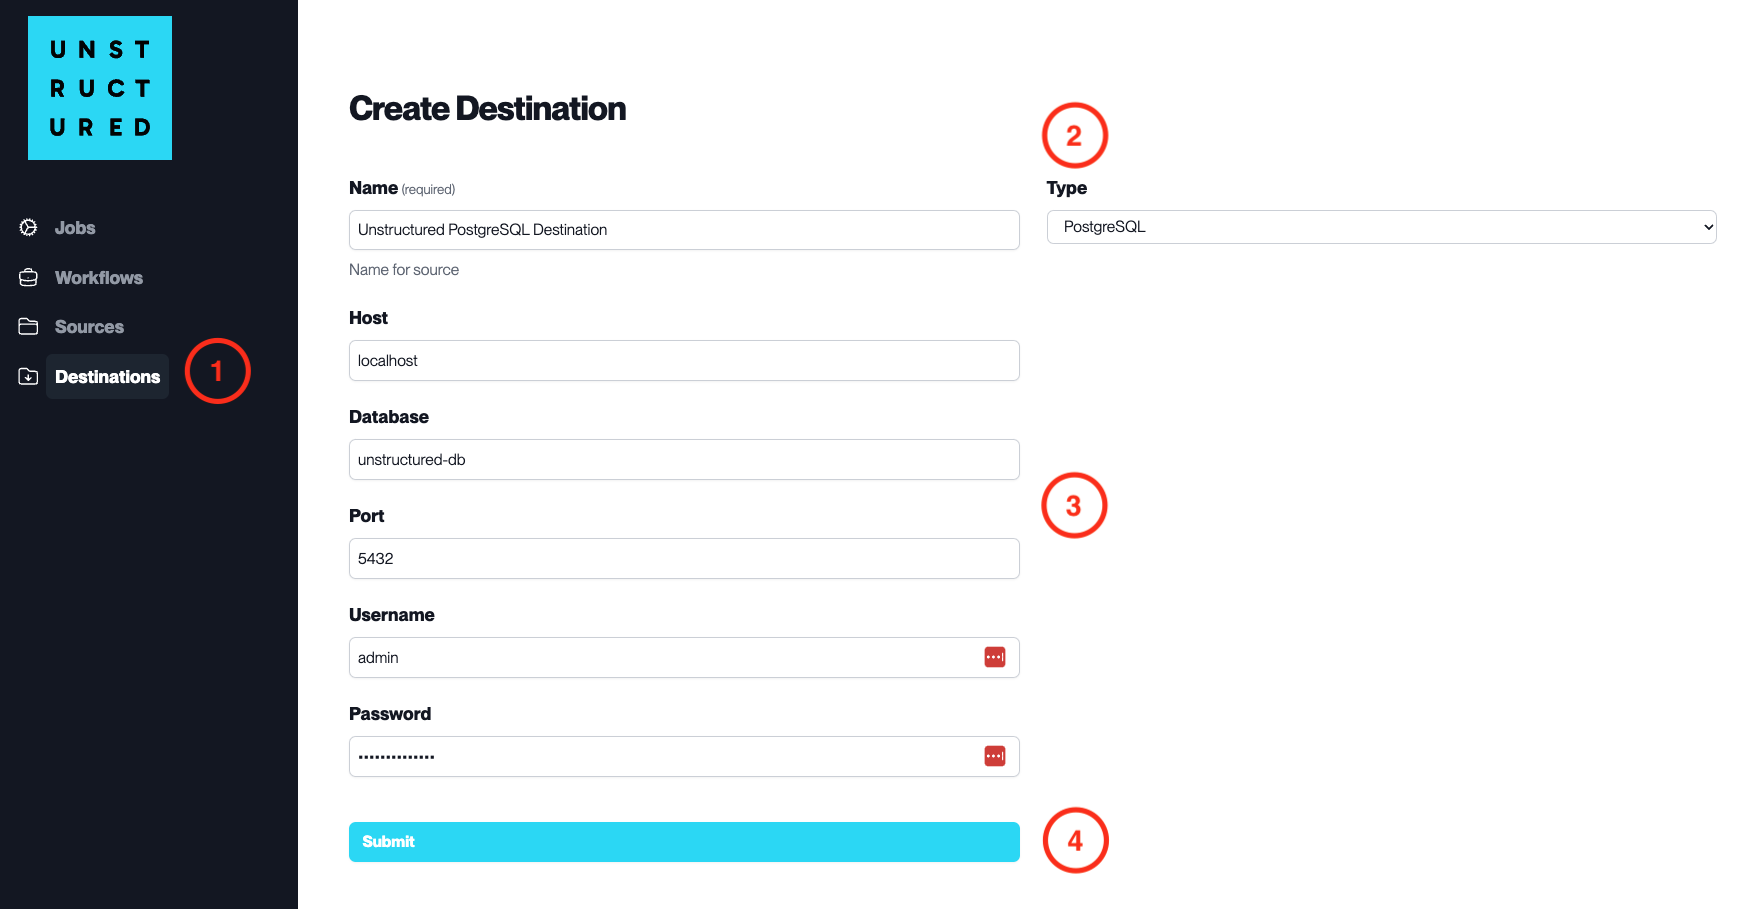 UNST
RUCT
URED
Jobs
Workflows
Sources
Destinations
1
Create Destination
2
Name (required)
Type
Unstructured PostgreSQL Destination
PostgreSQL
Name for source
Host
localhost
Database
unstructured-db
3
Port
5432
Username
admin
Password
••••••••••••••
Submit
4